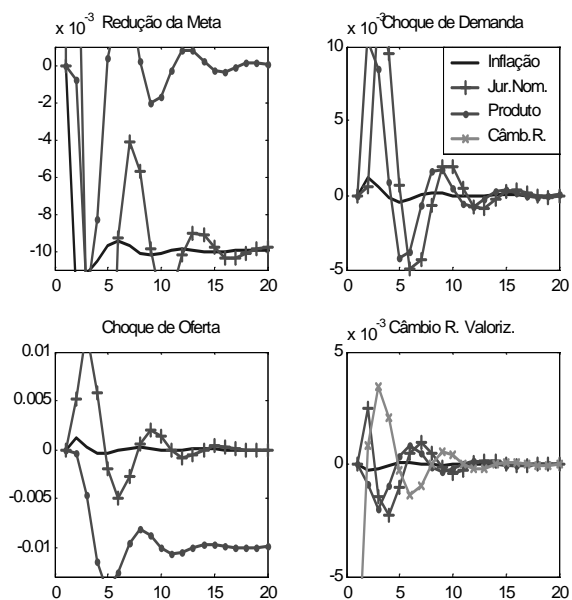 x 10⁻³ Redução da Meta
0
-2
-4
-6
-8
-10
0 5 10 15 20
x 10⁻³ Choque de Demanda
10
5
0
-5
0 5 10 15 20
Inflação
Jur.Nom.
Produto
Câmb.R.
Choque de Oferta
0.01
0.005
0
-0.005
-0.01
0 5 10 15 20
x 10⁻³ Câmbio R. Valoriz.
5
0
-5
0 5 10 15 20